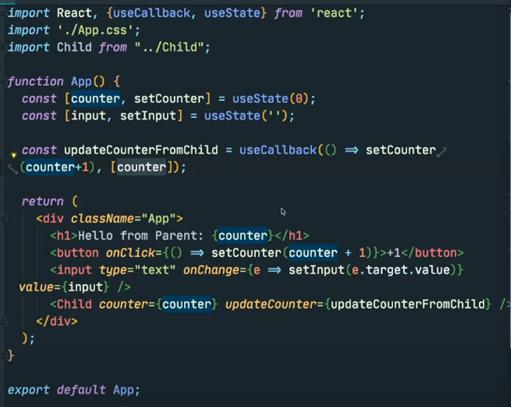 import React, {useCallback, useState} from 'react';
import './App.css';
import Child from "../Child";

function App() {
  const [counter, setCounter] = useState(0);
  const [input, setInput] = useState('');

  const updateCounterFromChild = useCallback(() => setCounter
(counter+1), [counter]);

  return (
    <div className="App">
      <h1>Hello from Parent: {counter}</h1>
      <button onClick={() => setCounter(counter + 1)}>+1</button>
      <input type="text" onChange={e => setInput(e.target.value)}
value={input} />
      <Child counter={counter} updateCounter={updateCounterFromChild} />
    </div>
  );
}

export default App;